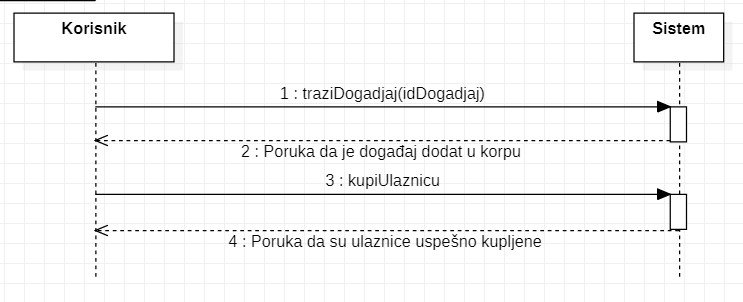 Korisnik
Sistem
1 : traziDogadjaj(idDogadjaj)
2 : Poruka da je događaj dodat u korpu
3 : kupiUlaznicu
4 : Poruka da su ulaznice uspešno kupljene